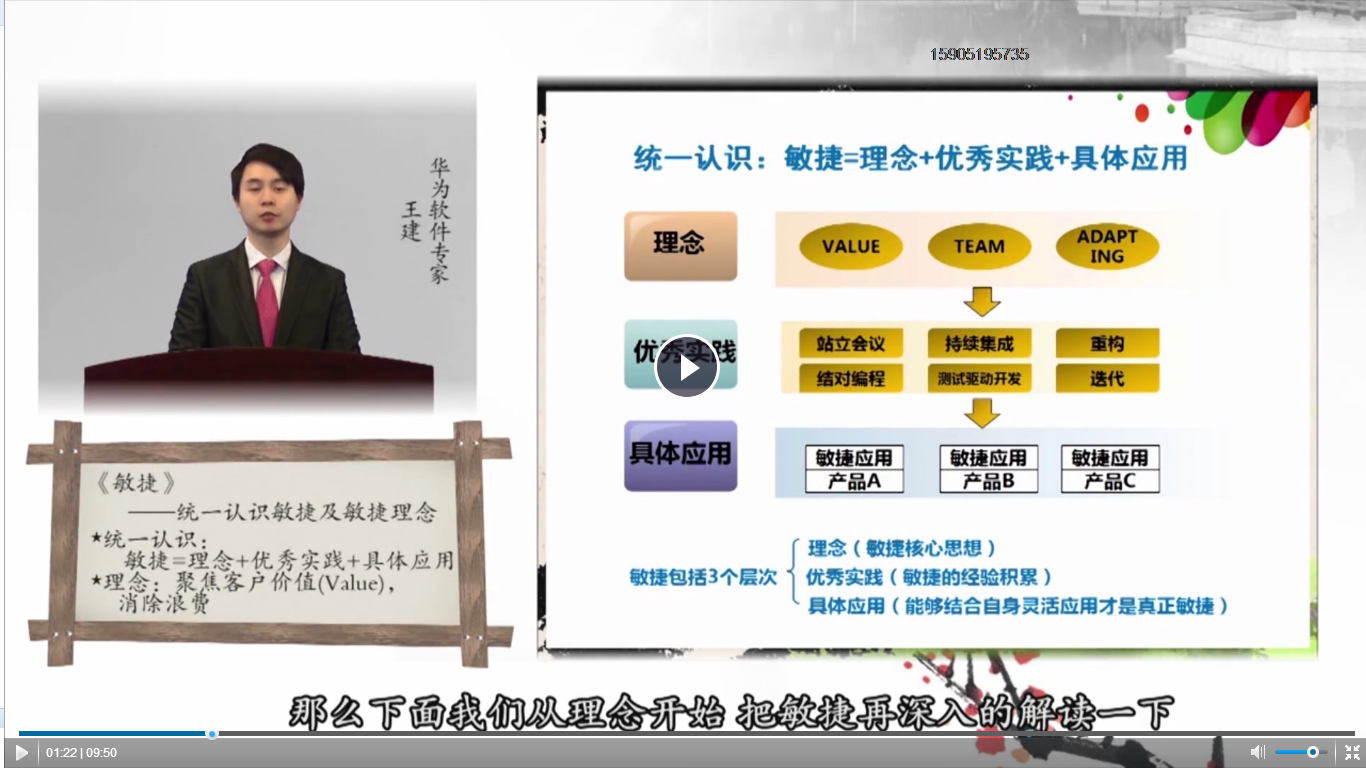 15905195735
华为软件专家
王建
统一认识：敏捷=理念+优秀实践+具体应用
理念
VALUE
TEAM
ADAPT
ING
优秀实践
站立会议
持续集成
重构
结对编程
测试驱动开发
迭代
具体应用
敏捷应用
产品A
敏捷应用
产品B
敏捷应用
产品C
敏捷包括3个层次
理念（敏捷核心思想）
优秀实践（敏捷的经验积累）
具体应用（能够结合自身灵活应用才是真正敏捷）
《敏捷》
——统一认识敏捷及敏捷理念
★统一认识：
敏捷=理念+优秀实践+具体应用
★理念：聚焦客户价值(Value)，
消除浪费
那么下面我们从理念开始 把敏捷再深入的解读一下
01:22 | 09:50